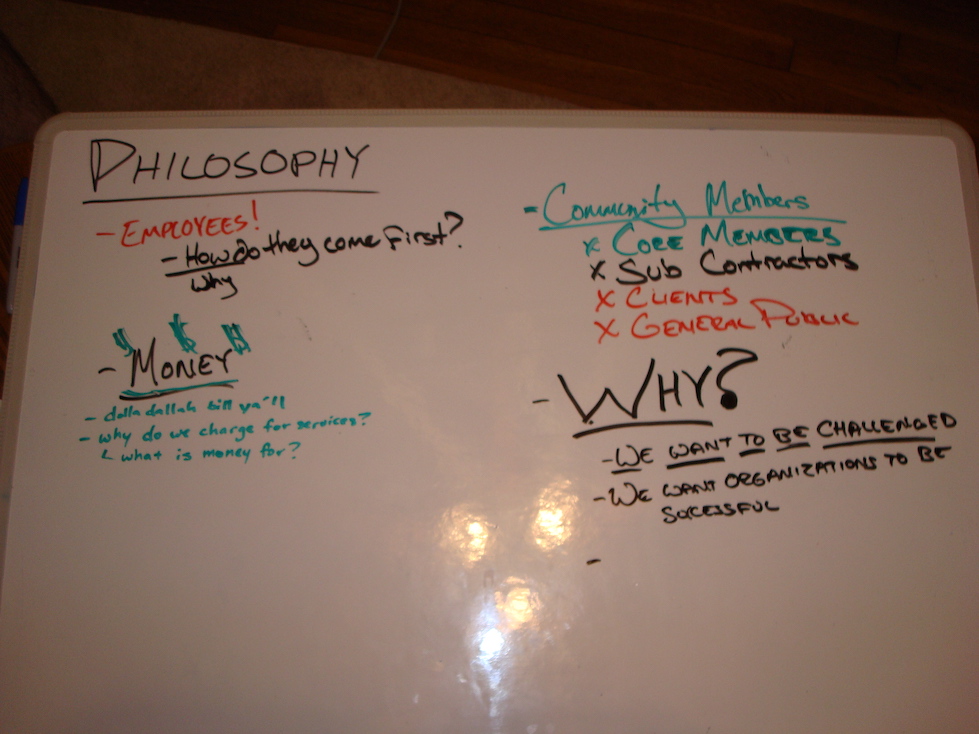 PHILOSOPHY
- EMPLOYEES!
- How do they come First?
why
$ $ $
- MONEY
- dolla dallah bill ya'll
- why do we charge for services?
what is money for?
- Community Members
x CORE MEMBERS
x Sub Contractors
x CLIENTS
x GENERAL PUBLIC
- WHY?
- WE WANT TO BE CHALLENGED
- WE WANT ORGANIZATIONS TO BE
SUCESSFUL
-